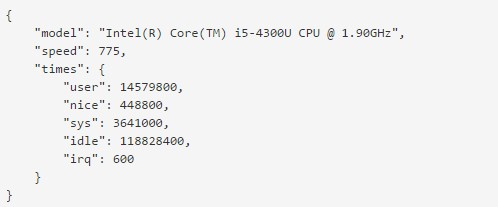 {
    "model": "Intel(R) Core(TM) i5-4300U CPU @ 1.90GHz",
    "speed": 775,
    "times": {
        "user": 14579800,
        "nice": 448800,
        "sys": 3641000,
        "idle": 118828400,
        "irq": 600
    }
}